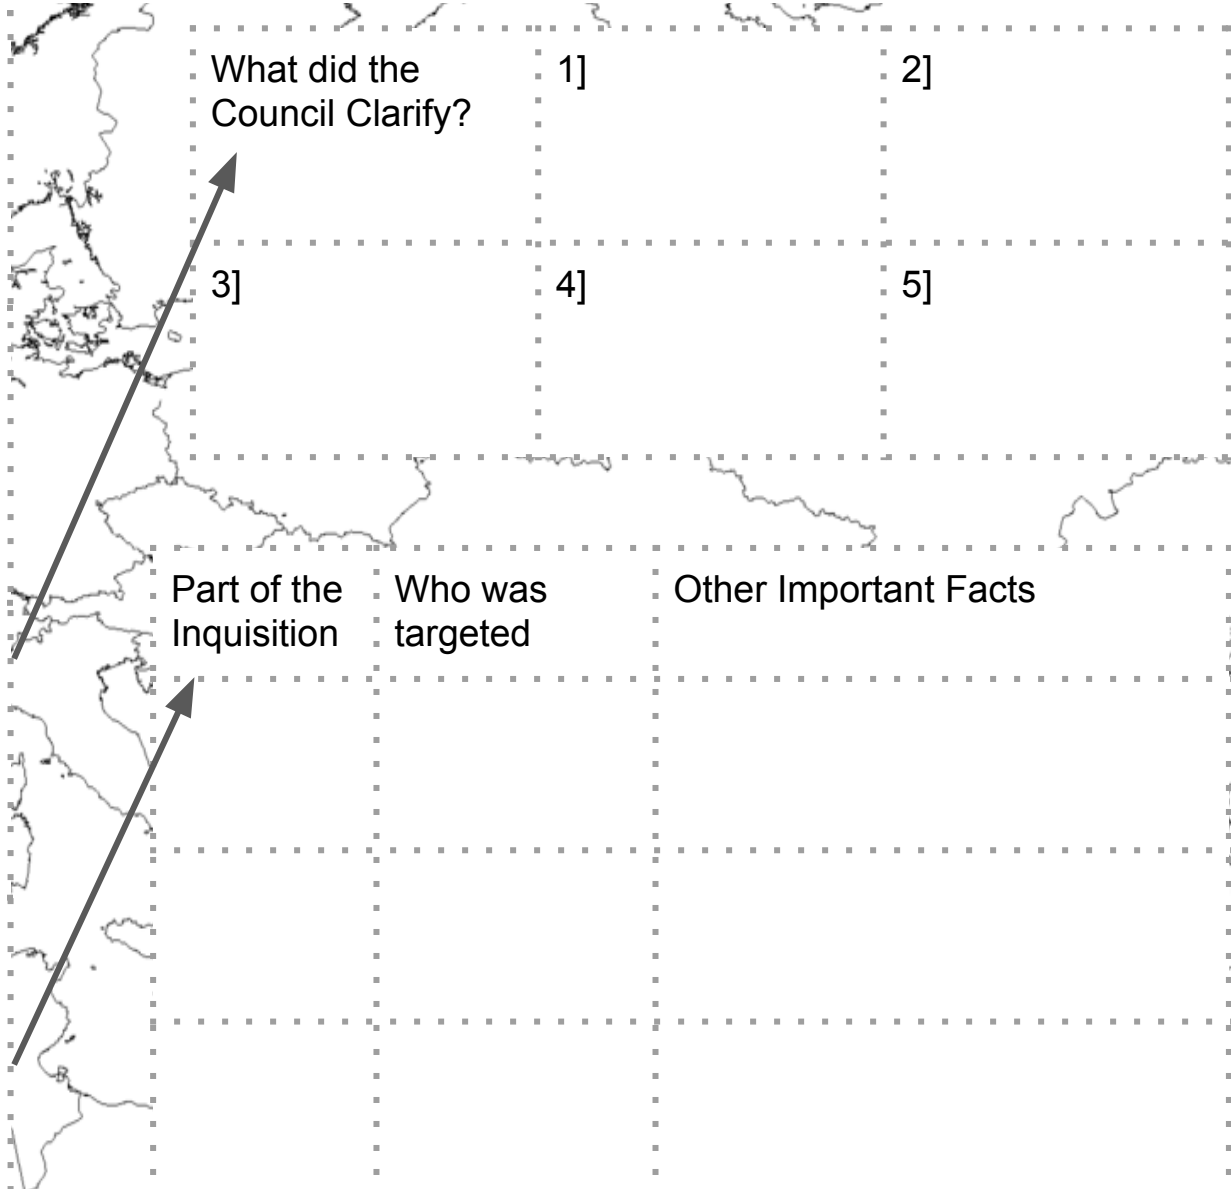 What did the
Council Clarify?
1]
2]
3]
4]
5]
Part of the
Inquisition
Who was
targeted
Other Important Facts